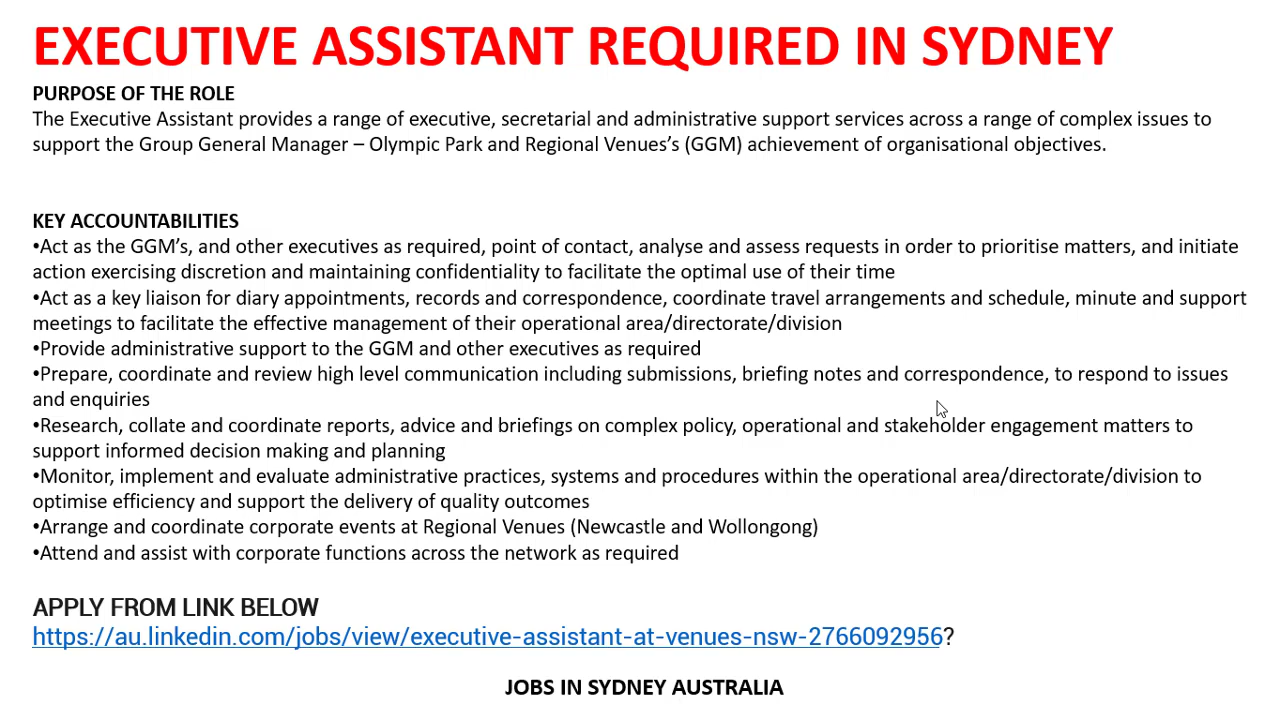 EXECUTIVE ASSISTANT REQUIRED IN SYDNEY
PURPOSE OF THE ROLE
The Executive Assistant provides a range of executive, secretarial and administrative support services across a range of complex issues to
support the Group General Manager – Olympic Park and Regional Venues’s (GGM) achievement of organisational objectives.
KEY ACCOUNTABILITIES
•Act as the GGM’s, and other executives as required, point of contact, analyse and assess requests in order to prioritise matters, and initiate
action exercising discretion and maintaining confidentiality to facilitate the optimal use of their time
•Act as a key liaison for diary appointments, records and correspondence, coordinate travel arrangements and schedule, minute and support
meetings to facilitate the effective management of their operational area/directorate/division
•Provide administrative support to the GGM and other executives as required
•Prepare, coordinate and review high level communication including submissions, briefing notes and correspondence, to respond to issues
and enquiries
•Research, collate and coordinate reports, advice and briefings on complex policy, operational and stakeholder engagement matters to
support informed decision making and planning
•Monitor, implement and evaluate administrative practices, systems and procedures within the operational area/directorate/division to
optimise efficiency and support the delivery of quality outcomes
•Arrange and coordinate corporate events at Regional Venues (Newcastle and Wollongong)
•Attend and assist with corporate functions across the network as required
APPLY FROM LINK BELOW
https://au.linkedin.com/jobs/view/executive-assistant-at-venues-nsw-2766092956?
JOBS IN SYDNEY AUSTRALIA